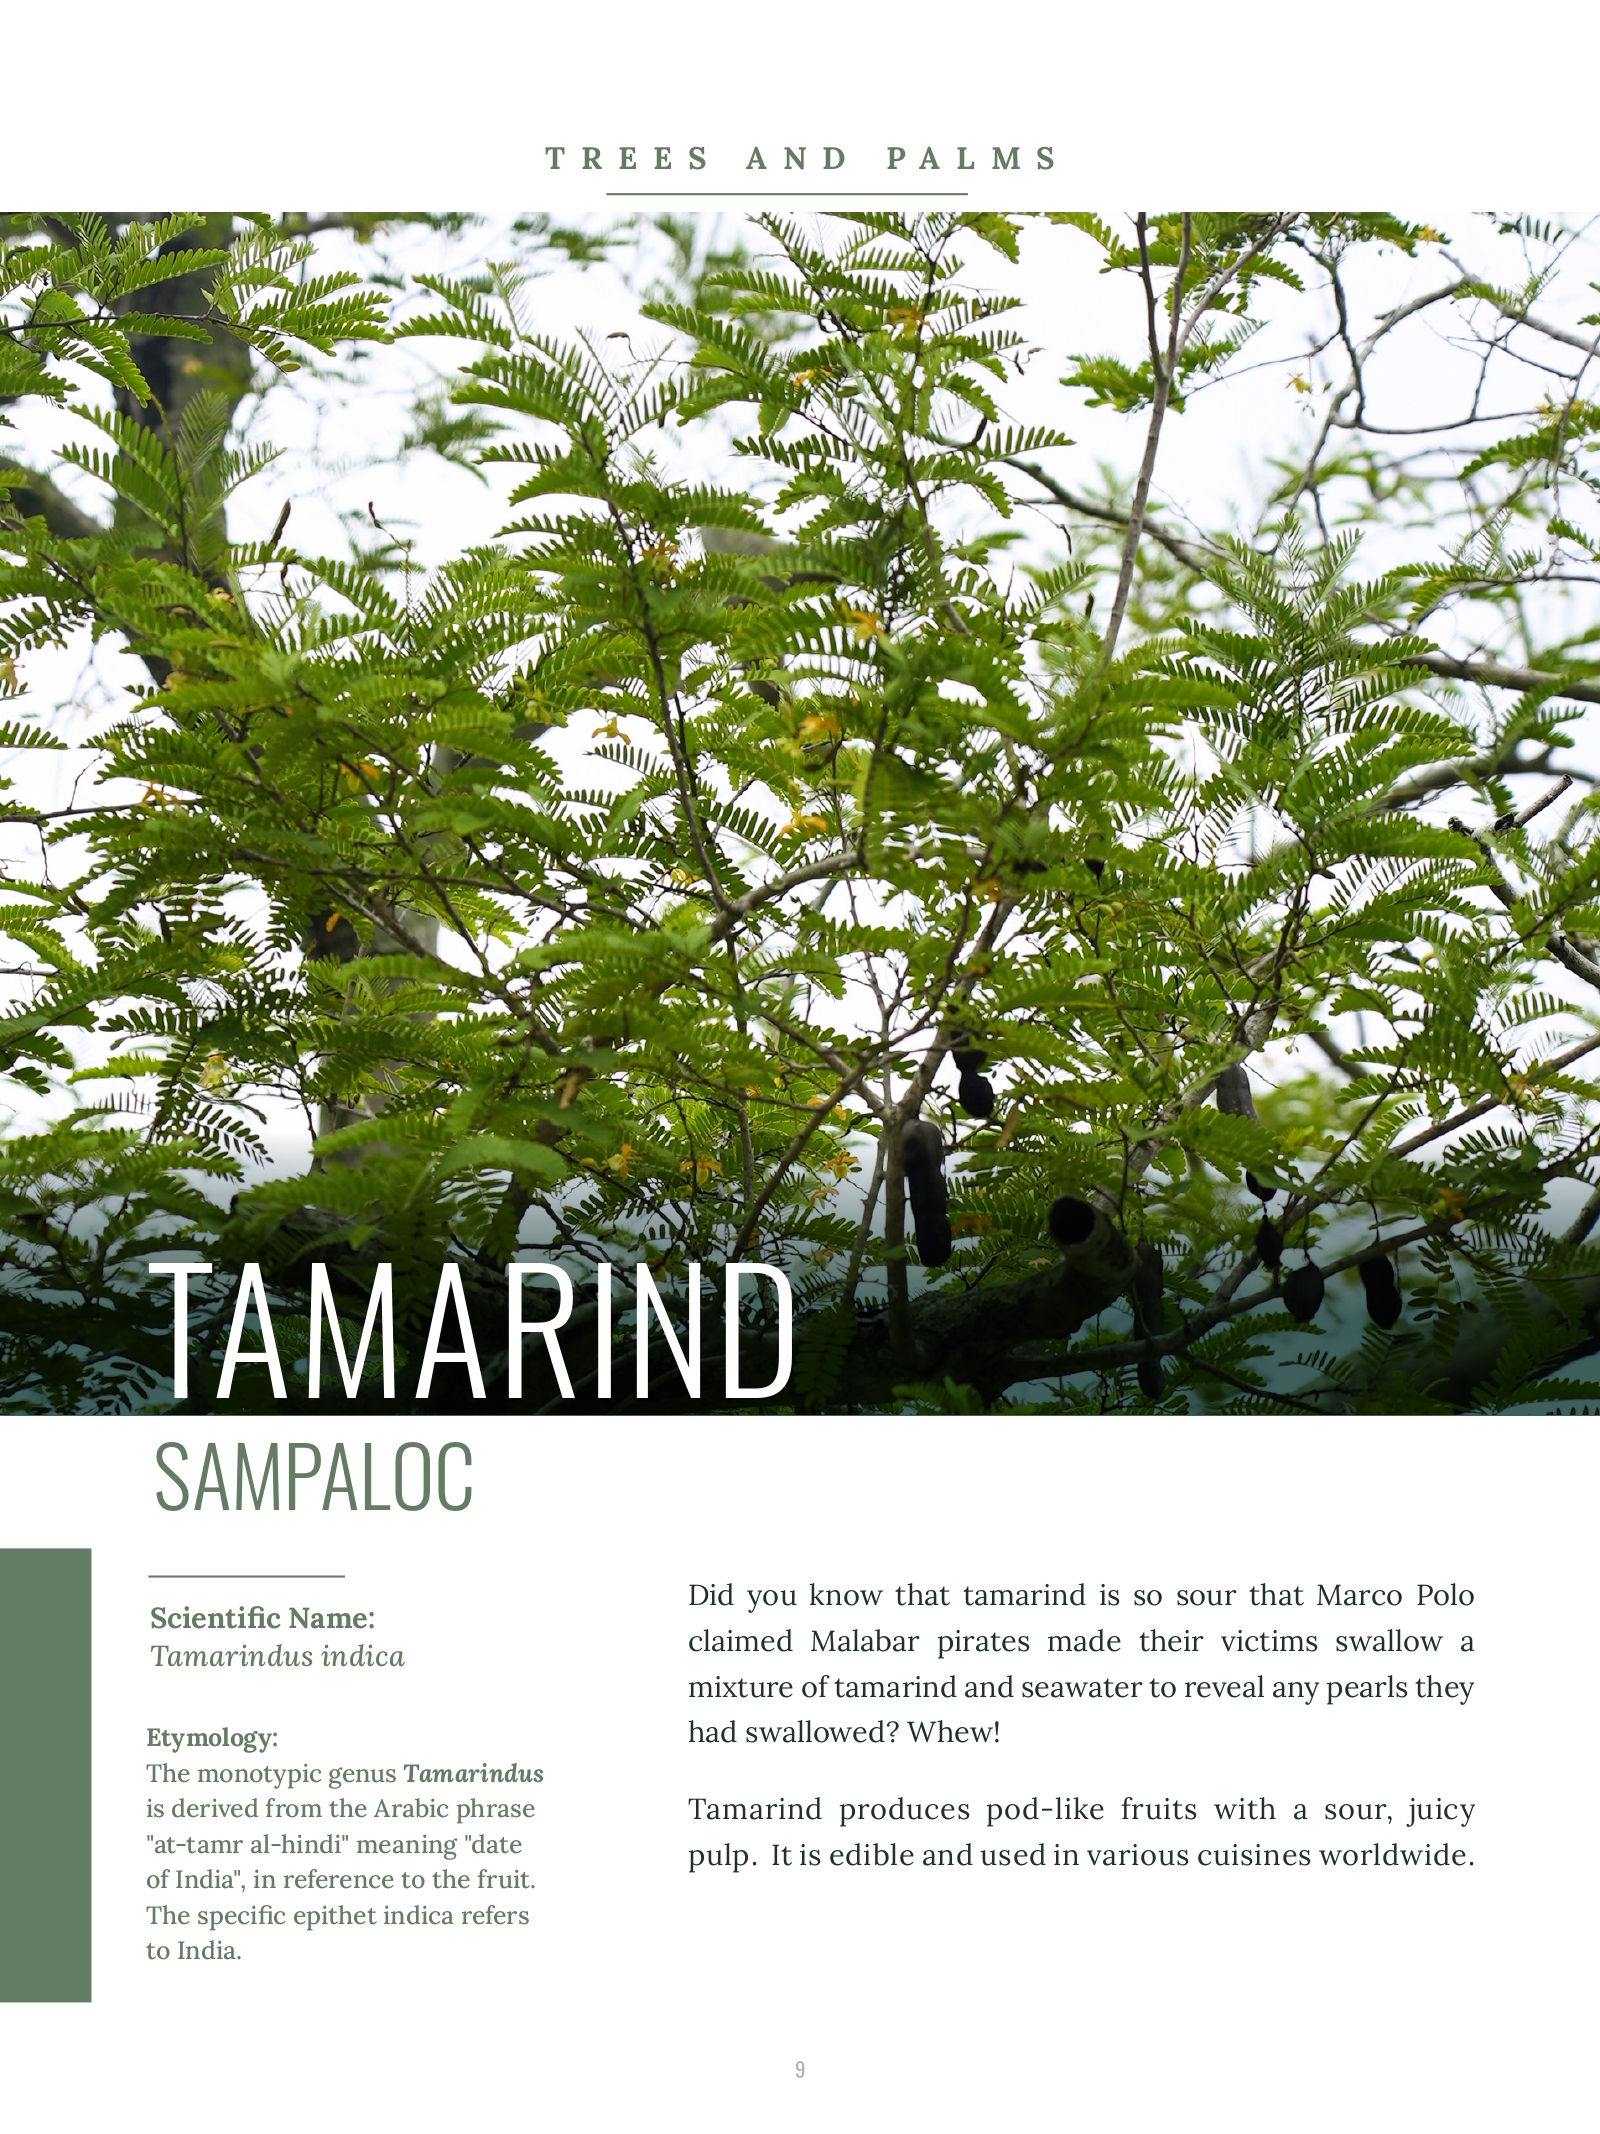 TREES AND PALMS
TAMARIND
SAMPALOC
Scientific Name:
Tamarindus indica
Etymology:
The monotypic genus Tamarindus
is derived from the Arabic phrase
"at-tamr al-hindi" meaning "date
of India", in reference to the fruit.
The specific epithet indica refers
to India.
Did you know that tamarind is so sour that Marco Polo
claimed Malabar pirates made their victims swallow a
mixture of tamarind and seawater to reveal any pearls they
had swallowed? Whew!
Tamarind produces pod-like fruits with a sour, juicy
pulp. It is edible and used in various cuisines worldwide.
9